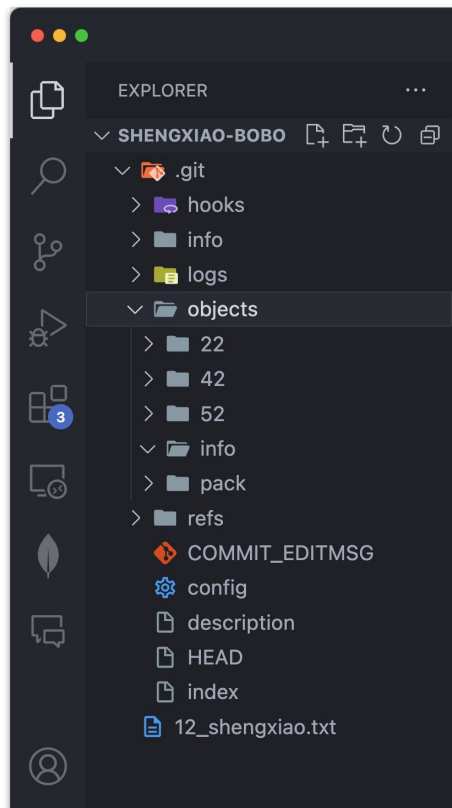 EXPLORER
SHENGXIAO-BOBO
.git
hooks
info
logs
objects
22
42
52
info
pack
refs
COMMIT_EDITMSG
config
description
HEAD
index
12_shengxiao.txt
3